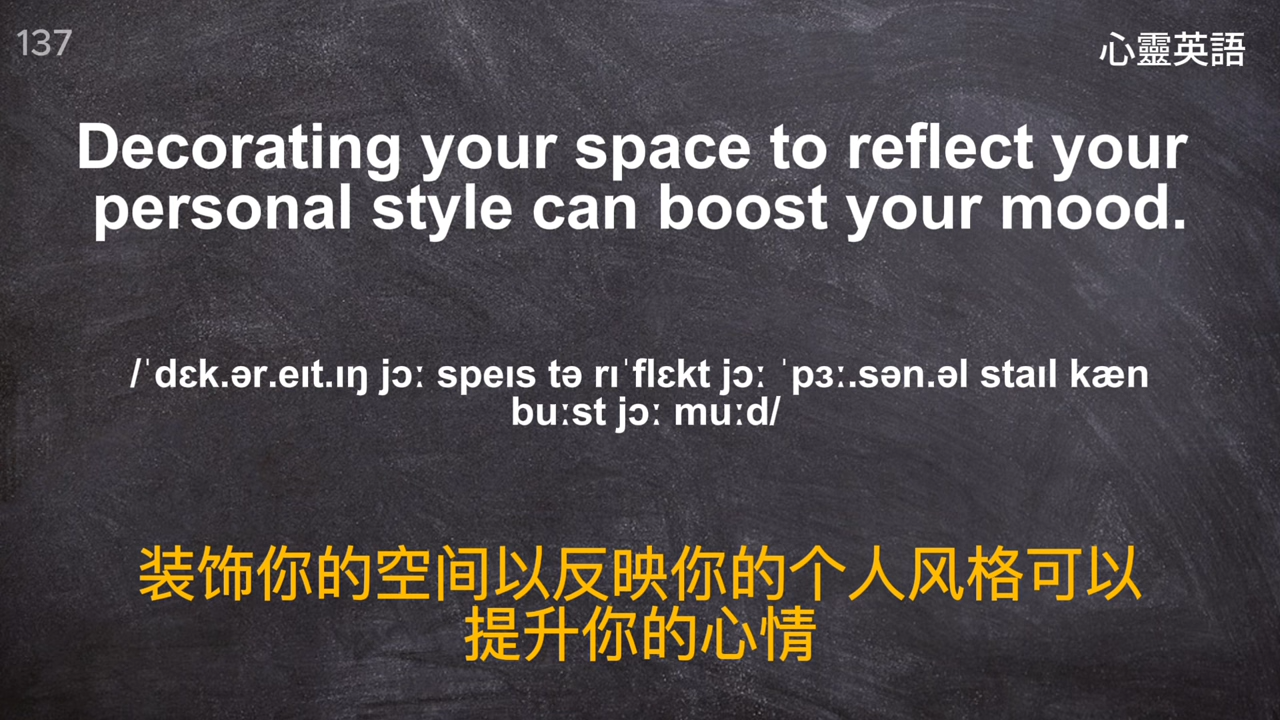 137
心靈英語
Decorating your space to reflect your
personal style can boost your mood.
/ˈdɛk.ər.eɪt.ɪŋ jɔː speɪs tə rɪˈflɛkt jɔː ˈpɜː.sən.əl staɪl kæn
buːst jɔː muːd/
装饰你的空间以反映你的个人风格可以
提升你的心情